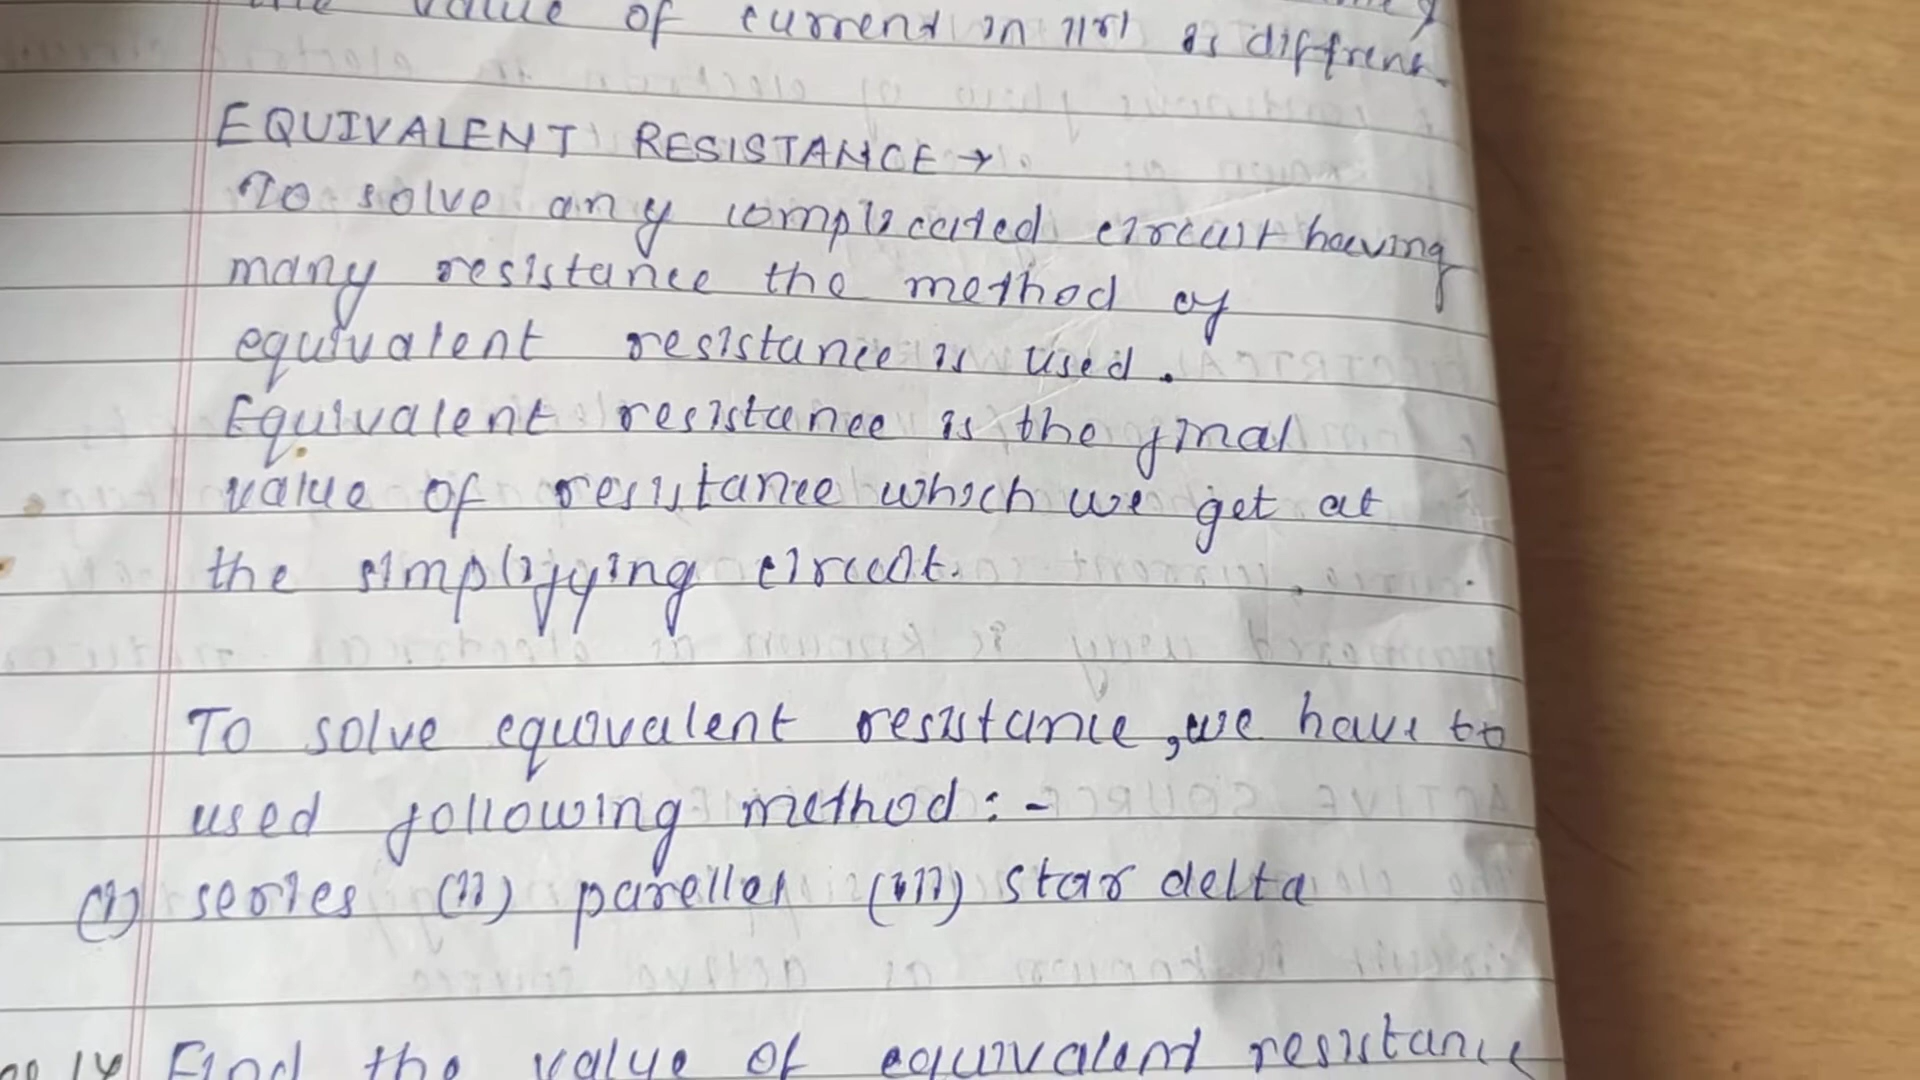 the value of current in it is diffrent.
EQUIVALENT RESISTANCE →
To solve any complicated circuit having
many resistance the method of
equivalent resistance is used.
Equivalent resistance is the final
value of resistance which we get at
the simplifying circuit.
To solve equivalent resistance, we have to
used following method :-
(i) series (ii) pareller (iii) star delta
14 Find the value of equivalent resistance